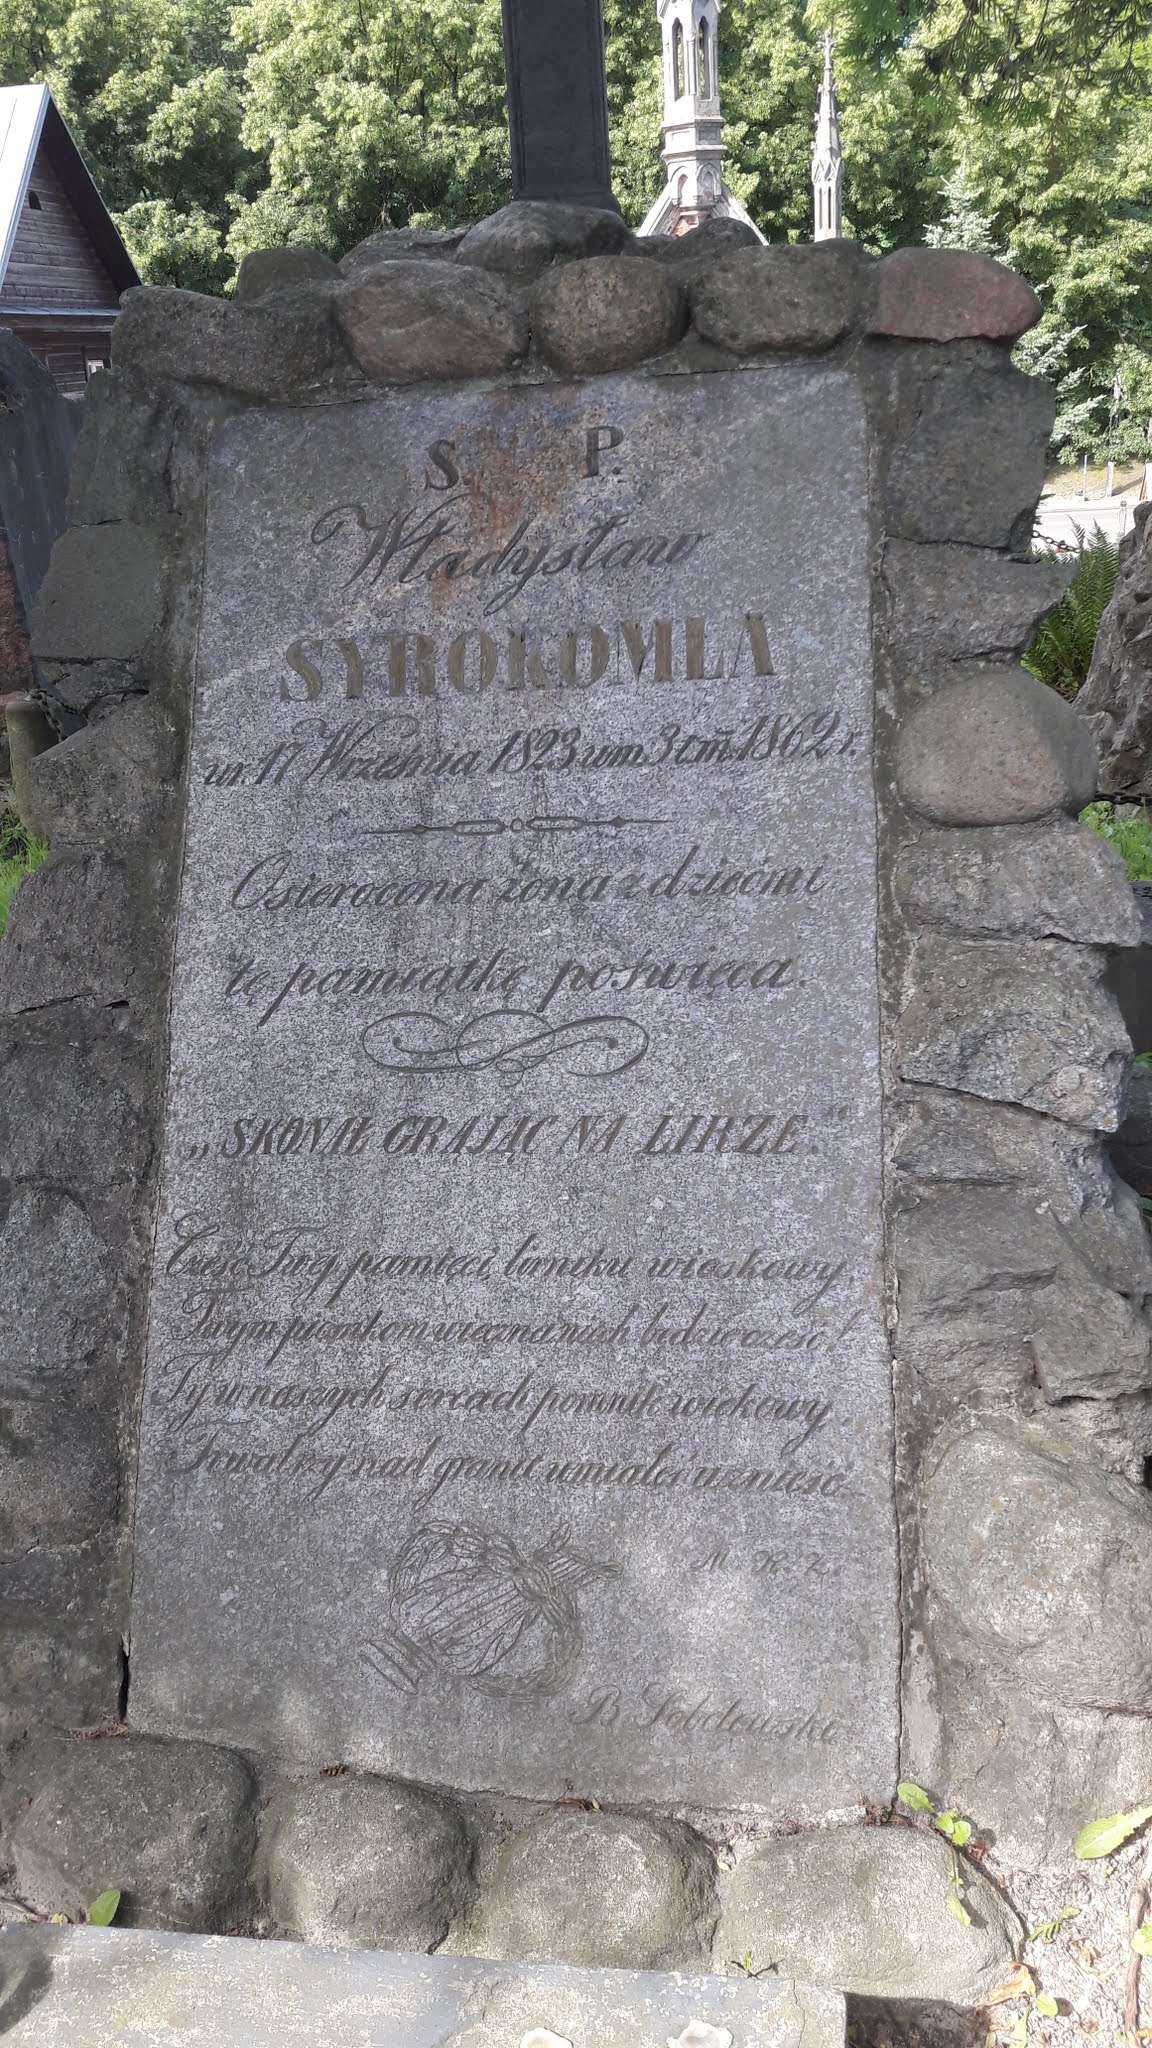 S. P.
Władysław
SYROKOMLA
ur. 17 Września 1823, um. 3 t.m. 1862 r.
Osierocona żona z dziećmi
tę pamiątkę poświęca.
„SKONAŁ GRAJĄC NA LIRZE."
Cześć Twej pamięci, lirniku wioskowy,
Twym piosnkom wieczna niech będzie cześć!
Ty w naszych sercach pomnik wiekowy,
Trwalszy nad granit umiałeś wznieść.
M. K. Z.
B.